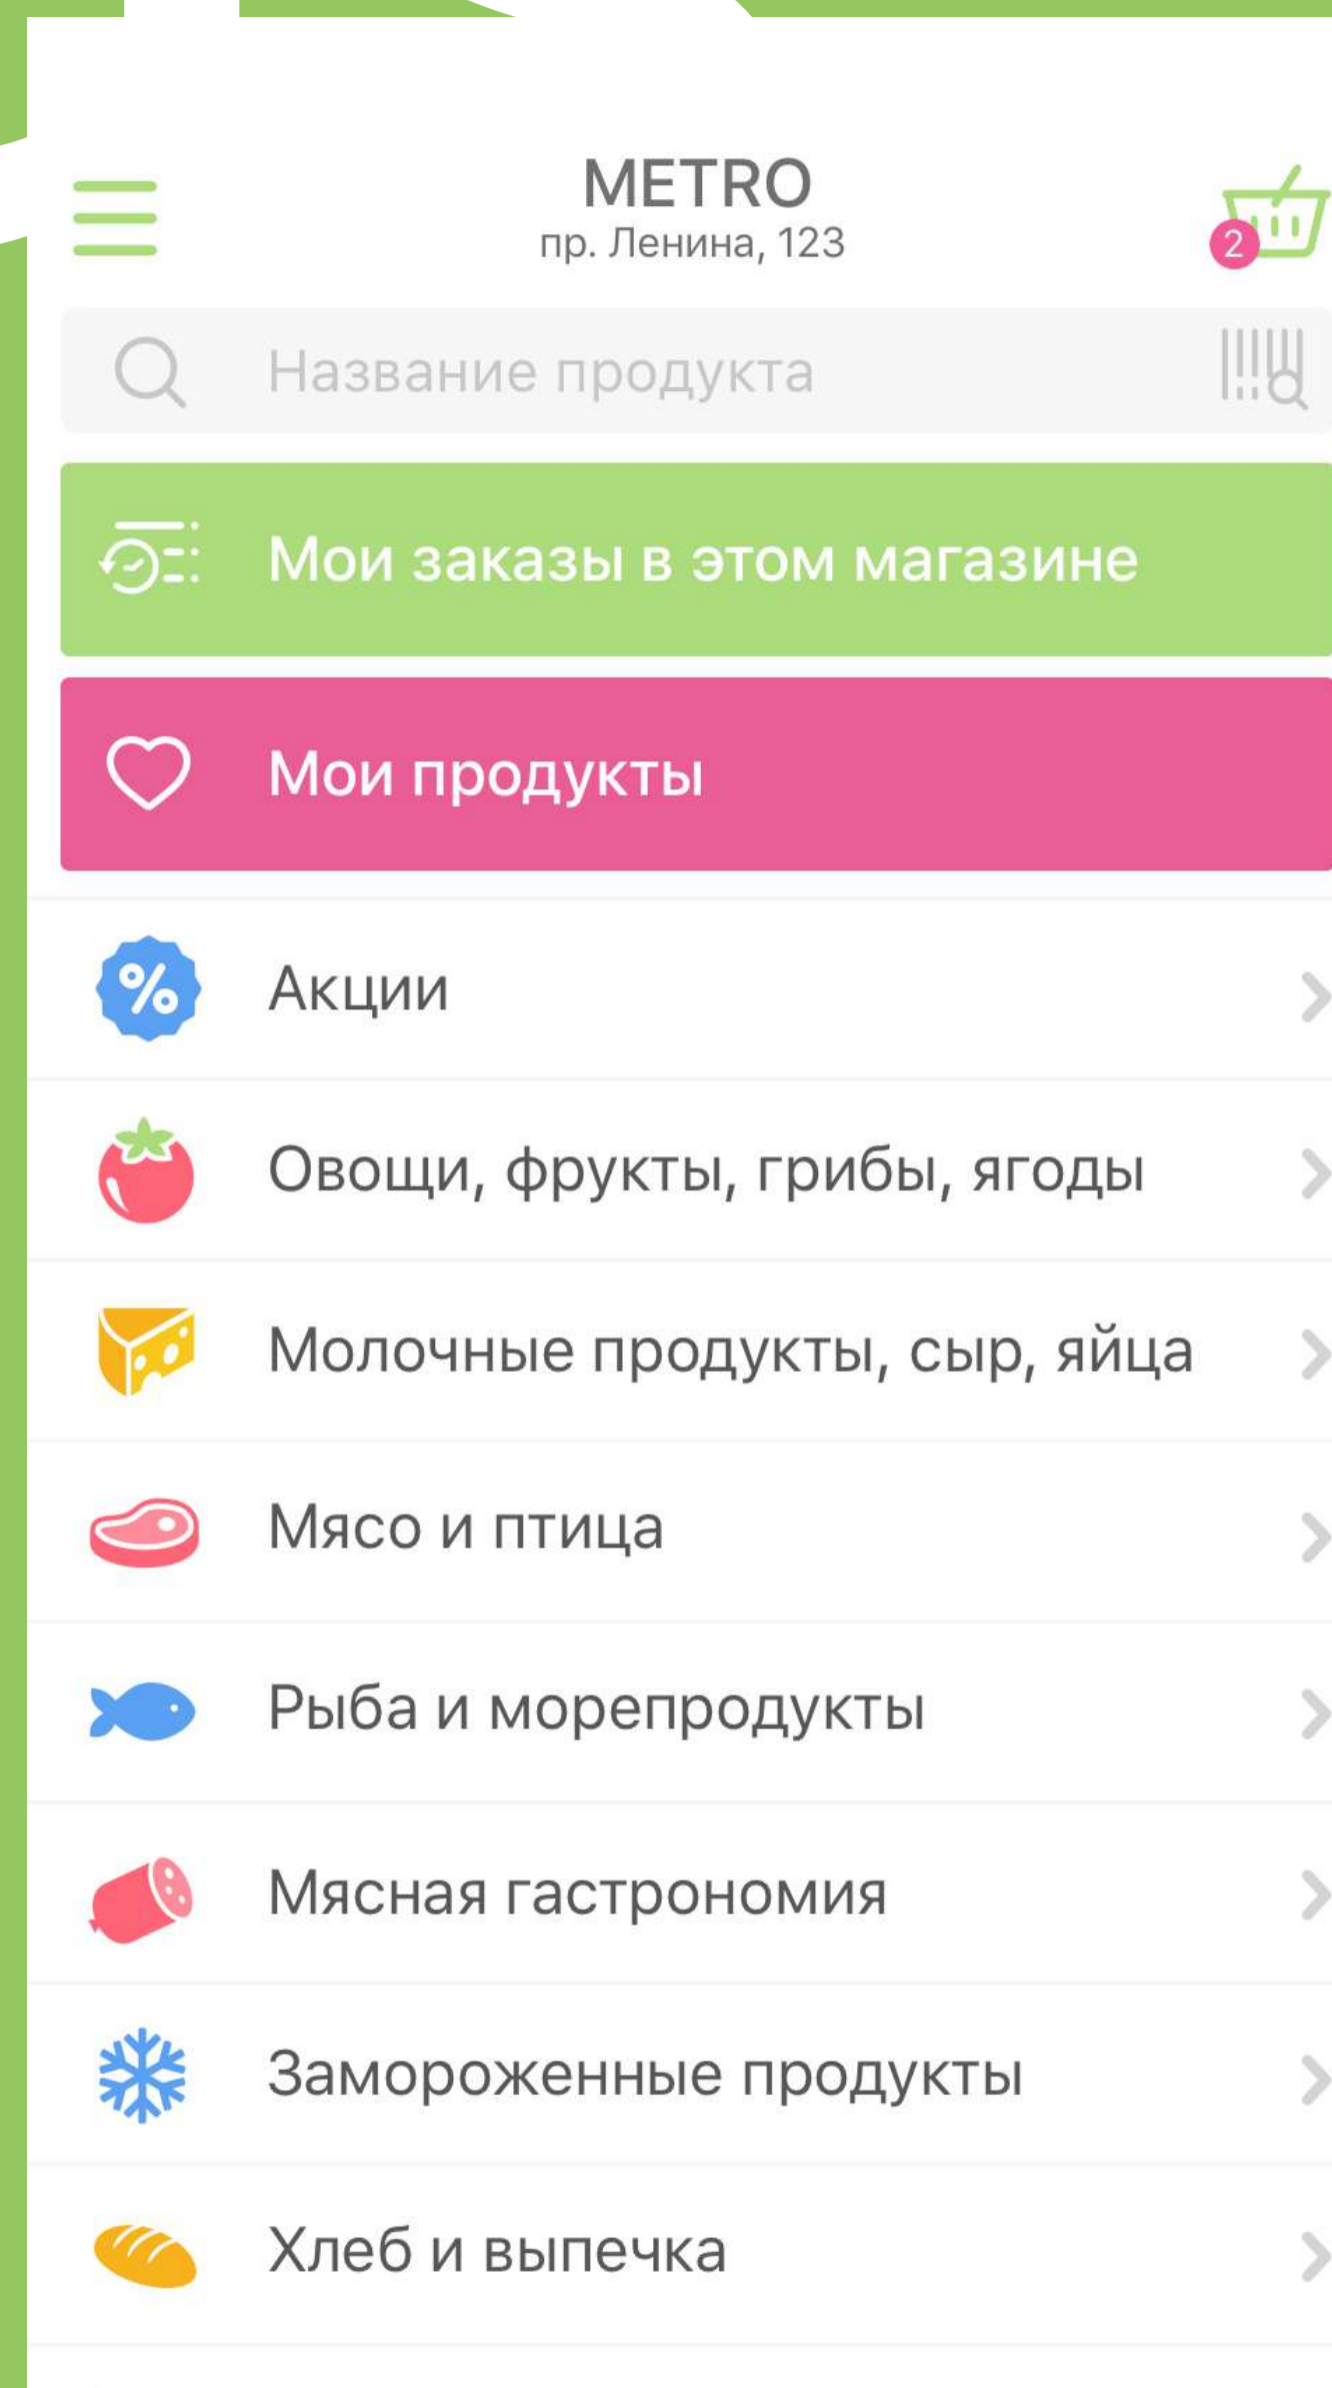 METRO
пр. Ленина, 123
2
Название продукта
Мои заказы в этом магазине
Мои продукты
%
Акции
Овощи, фрукты, грибы, ягоды
Молочные продукты, сыр, яйца
Мясо и птица
Рыба и морепродукты
Мясная гастрономия
Замороженные продукты
Хлеб и выпечка